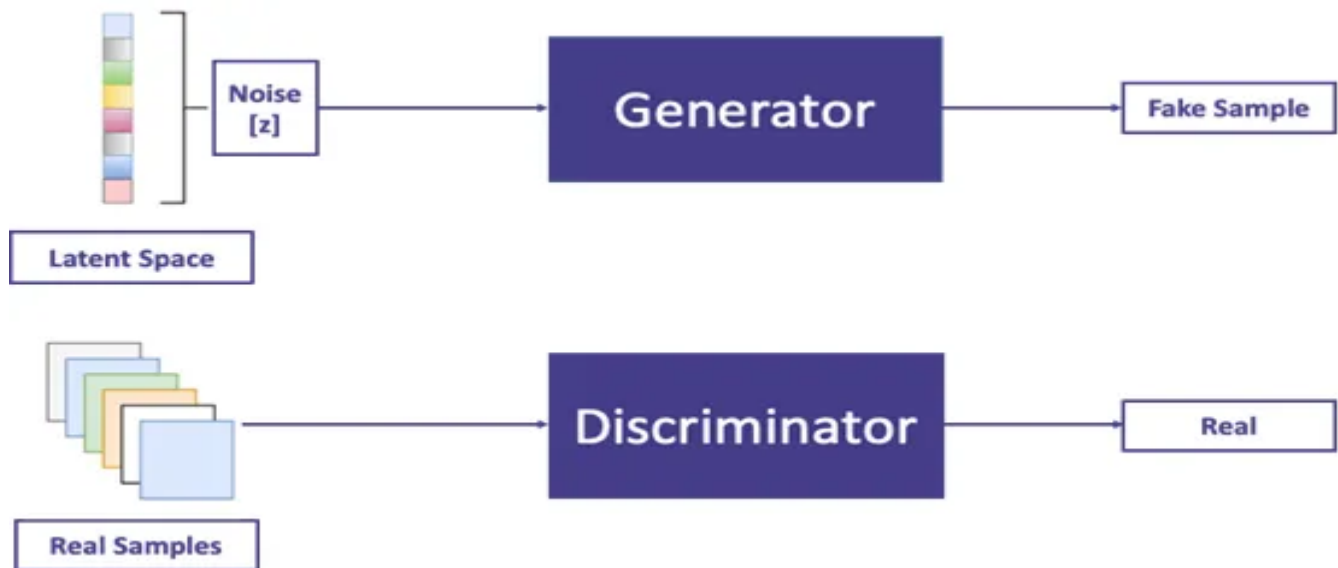 Noise
[z]
Generator
Fake Sample
Latent Space
Discriminator
Real
Real Samples